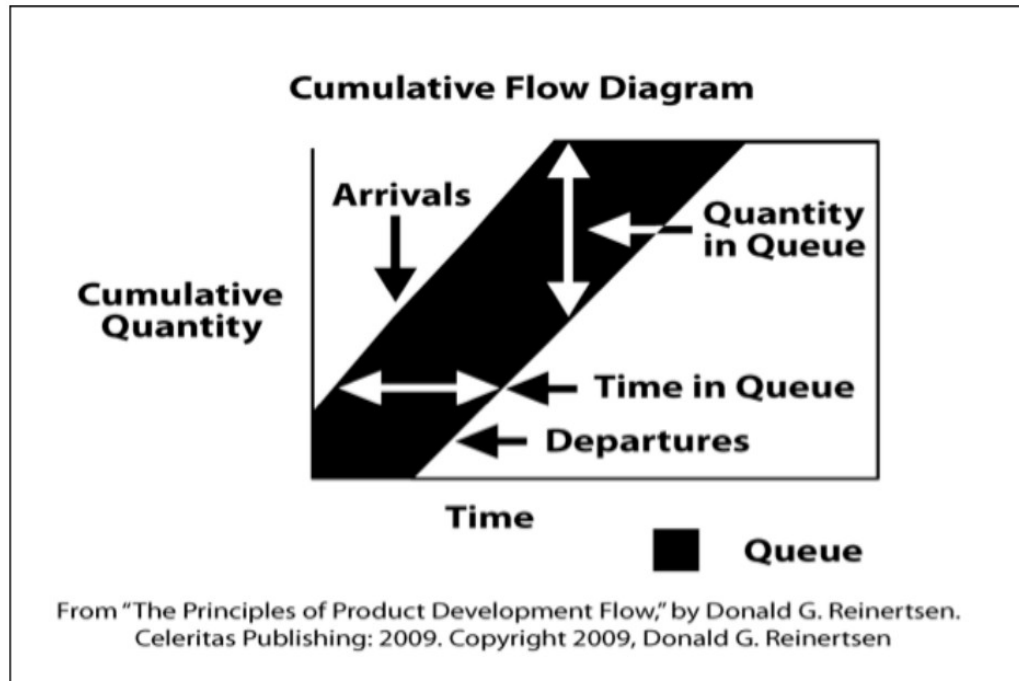 Cumulative Flow Diagram
Arrivals
Quantity
in Queue
Cumulative
Quantity
Time in Queue
Departures
Time
Queue
From “The Principles of Product Development Flow,” by Donald G. Reinertsen.
Celeritas Publishing: 2009. Copyright 2009, Donald G. Reinertsen